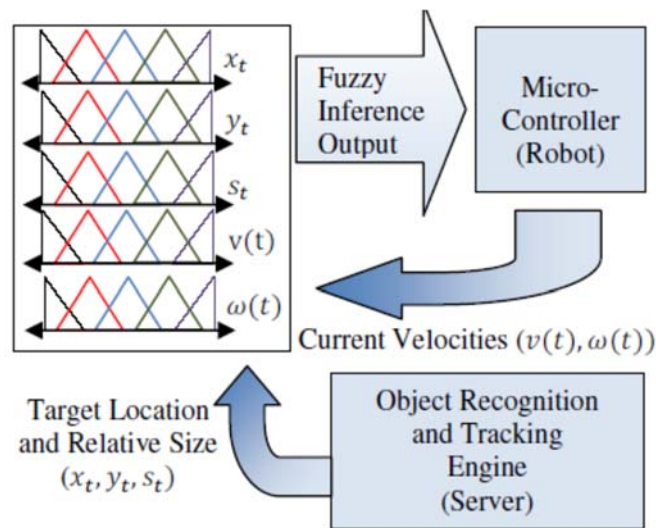 x_t
y_t
s_t
v(t)
ω(t)
Fuzzy
Inference
Output
Micro-
Controller
(Robot)
Current Velocities (v(t), ω(t))
Target Location
and Relative Size
(x_t, y_t, s_t)
Object Recognition
and Tracking
Engine
(Server)